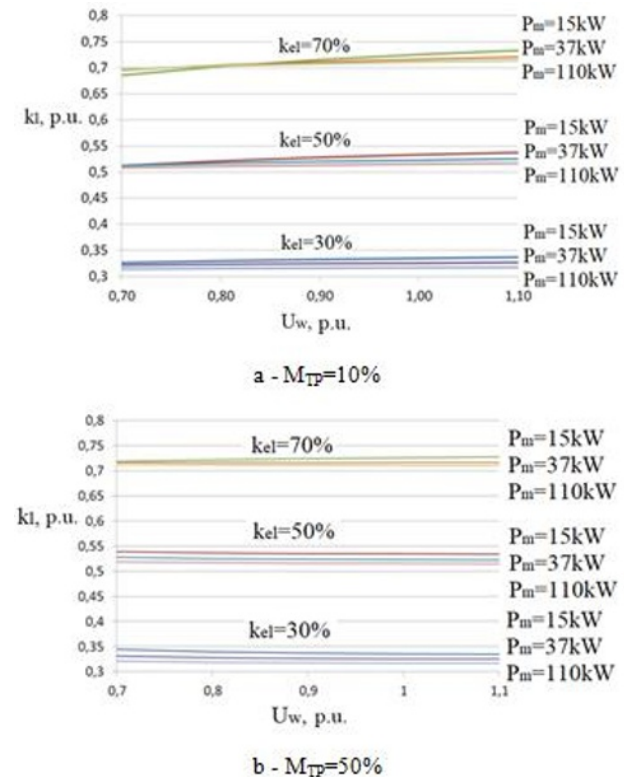 0,8
kel=70%
Pm=15kW
0,75
Pm=37kW
0,7
Pm=110kW
0,65
0,6
kl, p.u.
kel=50%
Pm=15kW
0,55
Pm=37kW
0,5
Pm=110kW
0,45
0,4
kel=30%
Pm=15kW
0,35
Pm=37kW
0,3
Pm=110kW
0,70 0,80 0,90 1,00 1,10
Uw, p.u.
a - MTP=10%
0,8
kel=70%
Pm=15kW
0,75
Pm=37kW
0,7
Pm=110kW
0,65
0,6
kl, p.u.
kel=50%
Pm=15kW
0,55
Pm=37kW
0,5
Pm=110kW
0,45
0,4
kel=30%
Pm=15kW
0,35
Pm=37kW
0,3
Pm=110kW
0,7 0,8 0,9 1 1,1
Uw, p.u.
b - MTP=50%